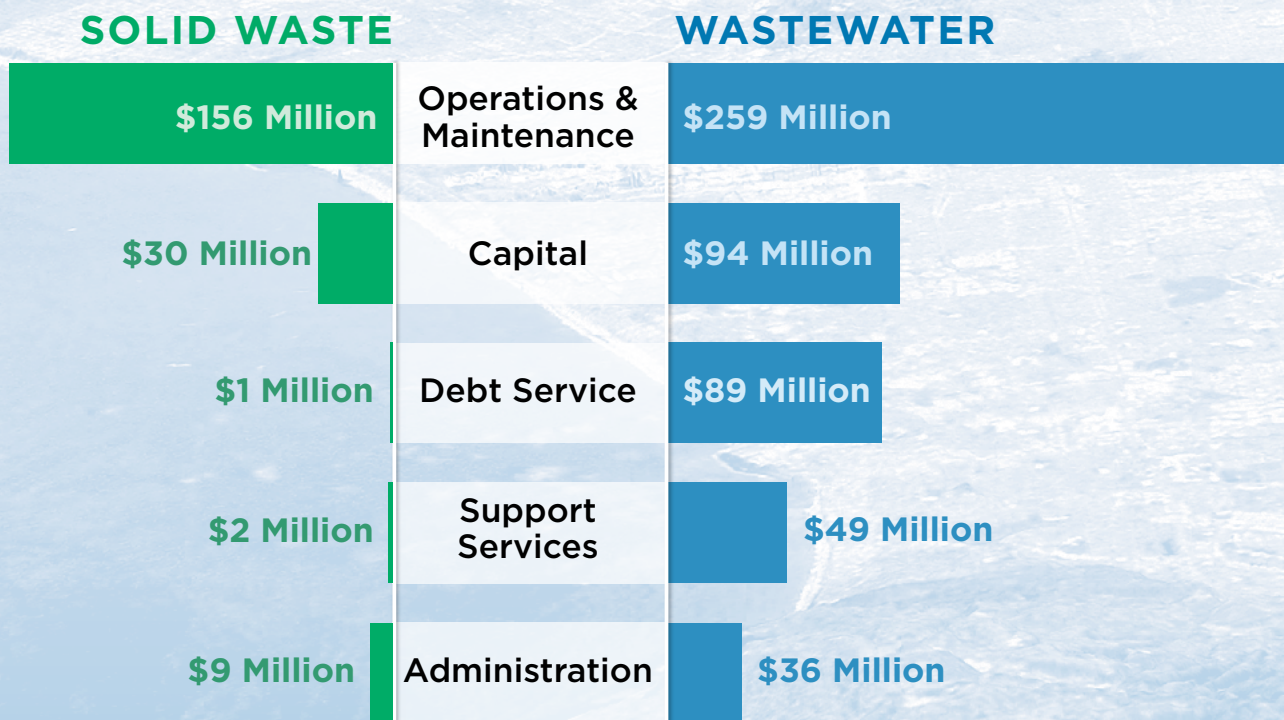 SOLID WASTE
WASTEWATER
$156 Million
Operations &
Maintenance
$259 Million
$30 Million
Capital
$94 Million
$1 Million
Debt Service
$89 Million
$2 Million
Support
Services
$49 Million
$9 Million
Administration
$36 Million